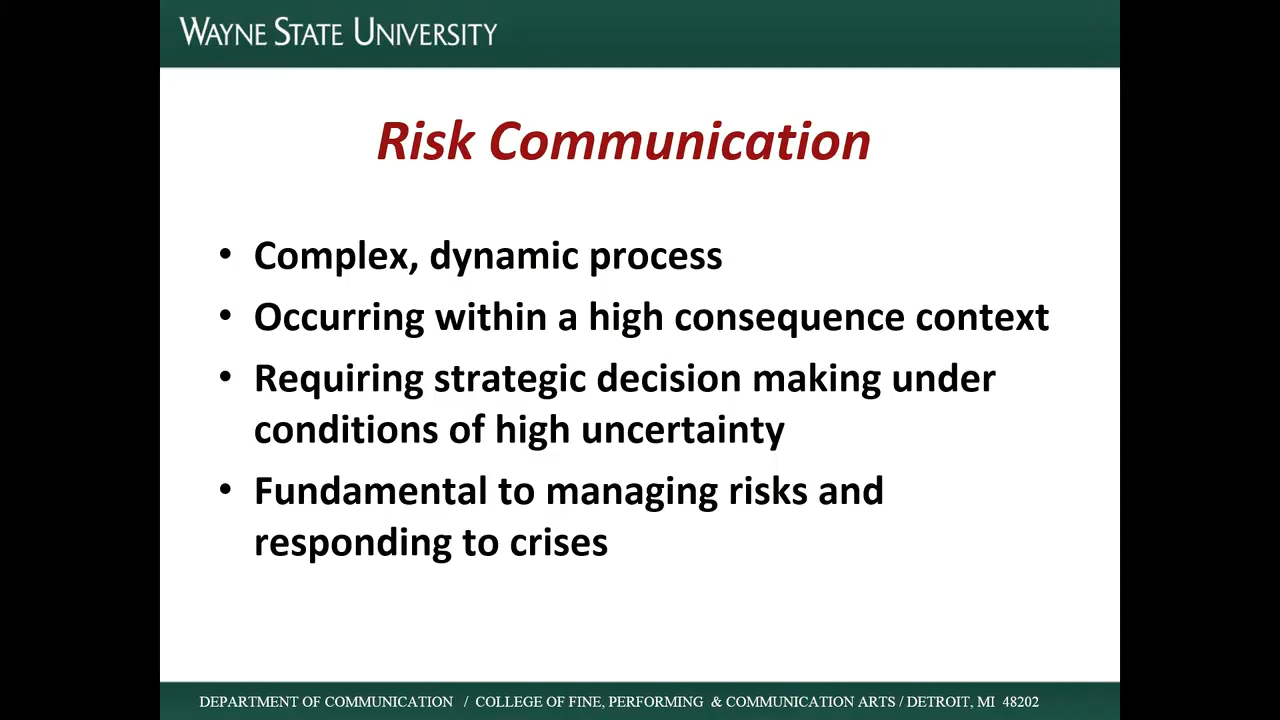 WAYNE STATE UNIVERSITY
Risk Communication
• Complex, dynamic process
• Occurring within a high consequence context
• Requiring strategic decision making under
conditions of high uncertainty
• Fundamental to managing risks and
responding to crises
DEPARTMENT OF COMMUNICATION / COLLEGE OF FINE, PERFORMING & COMMUNICATION ARTS / DETROIT, MI 48202